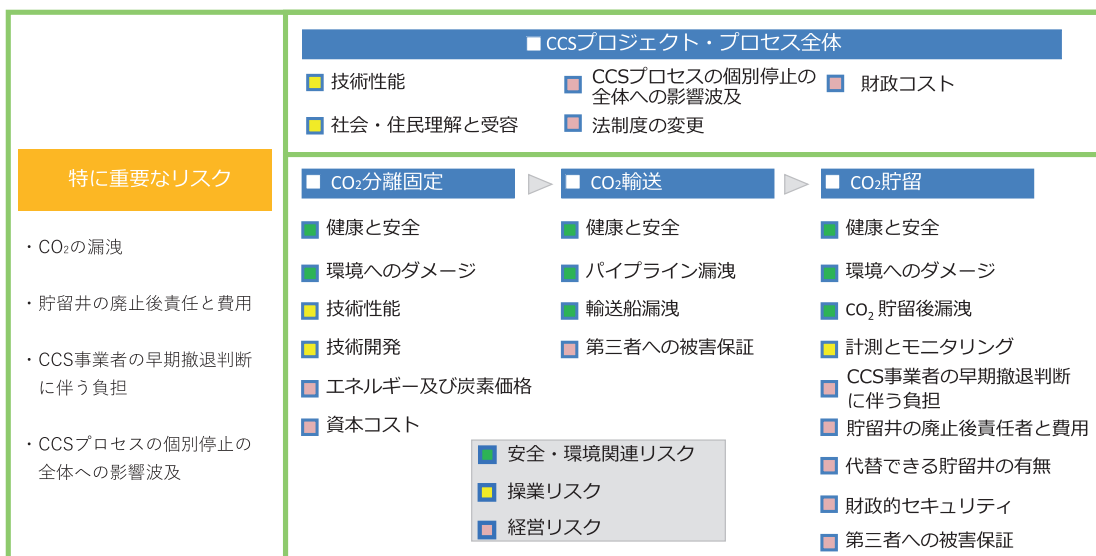 特に重要なリスク
・CO₂の漏洩
・貯留井の廃止後責任と費用
・CCS事業者の早期撤退判断
に伴う負担
・CCSプロセスの個別停止の
全体への影響波及
CCSプロジェクト・プロセス全体
技術性能
社会・住民理解と受容
CCSプロセスの個別停止の
全体への影響波及
法制度の変更
財政コスト
CO₂分離固定
健康と安全
環境へのダメージ
技術性能
技術開発
エネルギー及び炭素価格
資本コスト
CO₂輸送
健康と安全
パイプライン漏洩
輸送船漏洩
第三者への被害保証
CO₂貯留
健康と安全
環境へのダメージ
CO₂ 貯留後漏洩
計測とモニタリング
CCS事業者の早期撤退判断
に伴う負担
貯留井の廃止後責任者と費用
代替できる貯留井の有無
財政的セキュリティ
第三者への被害保証
安全・環境関連リスク
操業リスク
経営リスク